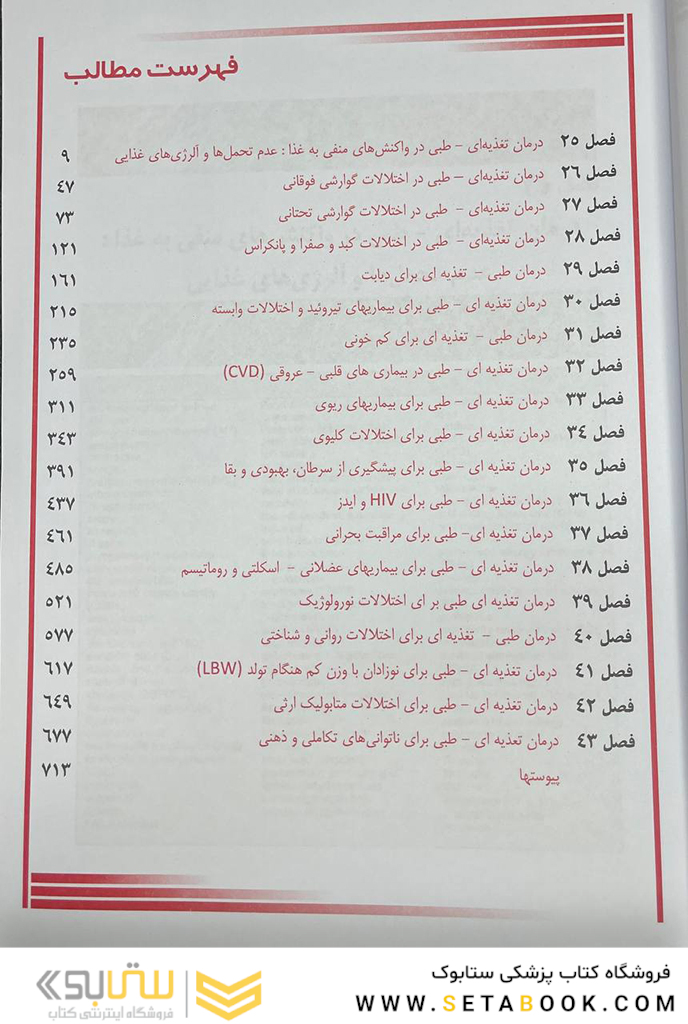 فهرست مطالب
فصل ۲۵ درمان تغذیه‌ای – طبی در واکنش‌های منفی به غذا : عدم تحمل‌ها و آلرژی‌های غذایی ۹
فصل ۲۶ درمان تغذیه‌ای – طبی در اختلالات گوارشی فوقانی ۴۷
فصل ۲۷ درمان تغذیه‌ای – طبی در اختلالات گوارشی تحتانی ۷۳
فصل ۲۸ درمان تغذیه‌ای – طبی در اختلالات کبد و صفرا و پانکراس ۱۲۱
فصل ۲۹ درمان طبی – تغذیه ای برای دیابت ۱۶۱
فصل ۳۰ درمان تغذیه ای – طبی برای بیماریهای تیروئید و اختلالات وابسته ۲۱۵
فصل ۳۱ درمان طبی – تغذیه ای برای کم خونی ۲۳۵
فصل ۳۲ درمان تغذیه ای – طبی در بیماری های قلبی – عروقی (CVD) ۲۵۹
فصل ۳۳ درمان تغذیه ای – طبی برای بیماریهای ریوی ۳۱۱
فصل ۳۴ درمان تغذیه ای – طبی برای اختلالات کلیوی ۳۴۳
فصل ۳۵ درمان تغذیه ای – طبی برای پیشگیری از سرطان، بهبودی و بقا ۳۹۱
فصل ۳۶ درمان تغذیه ای – طبی برای HIV و ایدز ۴۳۷
فصل ۳۷ درمان تغذیه ای– طبی برای مراقبت بحرانی ۴۶۱
فصل ۳۸ درمان تغذیه ای – طبی برای بیماریهای عضلانی – اسکلتی و روماتیسم ۴۸۵
فصل ۳۹ درمان تغذیه ای طبی بر ای اختلالات نورولوژیک ۵۲۱
فصل ۴۰ درمان طبی – تغذیه ای برای اختلالات روانی و شناختی ۵۷۷
فصل ۴۱ درمان تغذیه ای – طبی برای نوزادان با وزن کم هنگام تولد (LBW) ۶۱۷
فصل ۴۲ درمان تغذیه ای – طبی برای اختلالات متابولیک ارثی ۶۴۹
فصل ۴۳ درمان تغذیه ای – طبی برای ناتوانی‌های تکاملی و ذهنی ۶۷۷
پیوستها ۷۱۳
فروشگاه کتاب پزشکی ستابوک
WWW.SETABOOK.COM
ستابوک
فروشگاه اینترنتی کتاب